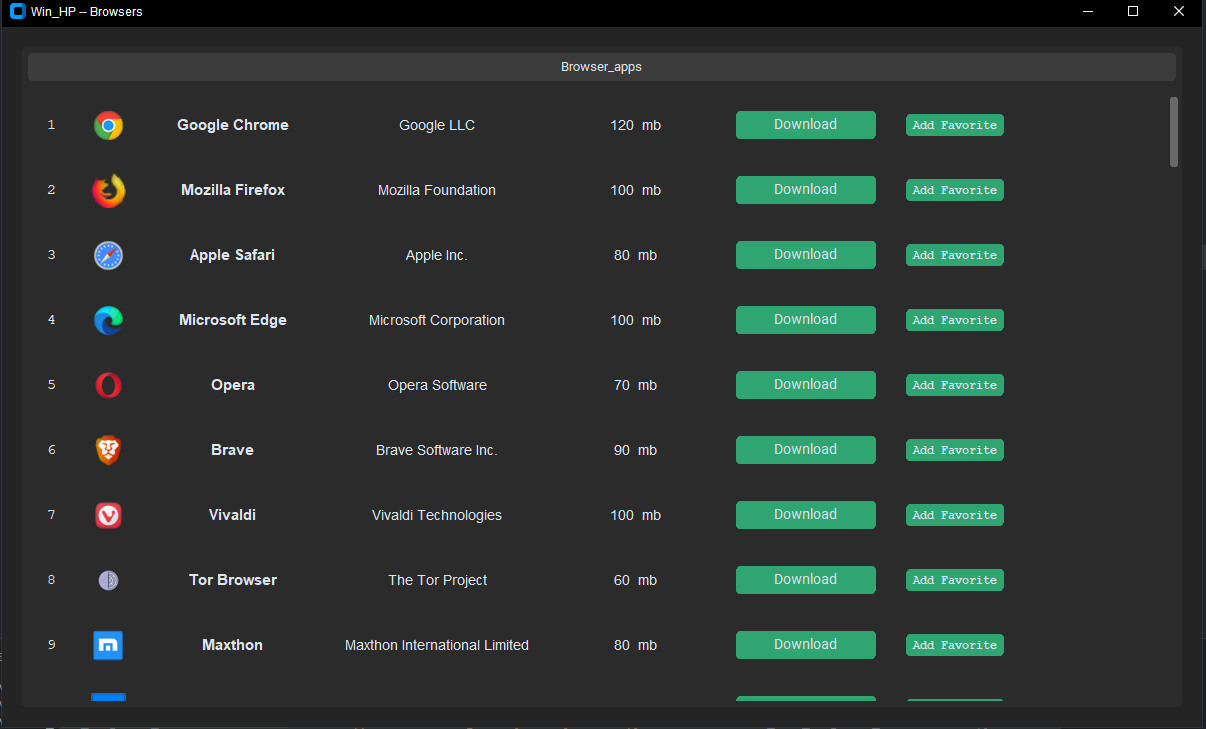 Win_HP -- Browsers
Browser_apps
1 Google Chrome Google LLC 120 mb Download Add Favorite
2 Mozilla Firefox Mozilla Foundation 100 mb Download Add Favorite
3 Apple Safari Apple Inc. 80 mb Download Add Favorite
4 Microsoft Edge Microsoft Corporation 100 mb Download Add Favorite
5 Opera Opera Software 70 mb Download Add Favorite
6 Brave Brave Software Inc. 90 mb Download Add Favorite
7 Vivaldi Vivaldi Technologies 100 mb Download Add Favorite
8 Tor Browser The Tor Project 60 mb Download Add Favorite
9 Maxthon Maxthon International Limited 80 mb Download Add Favorite